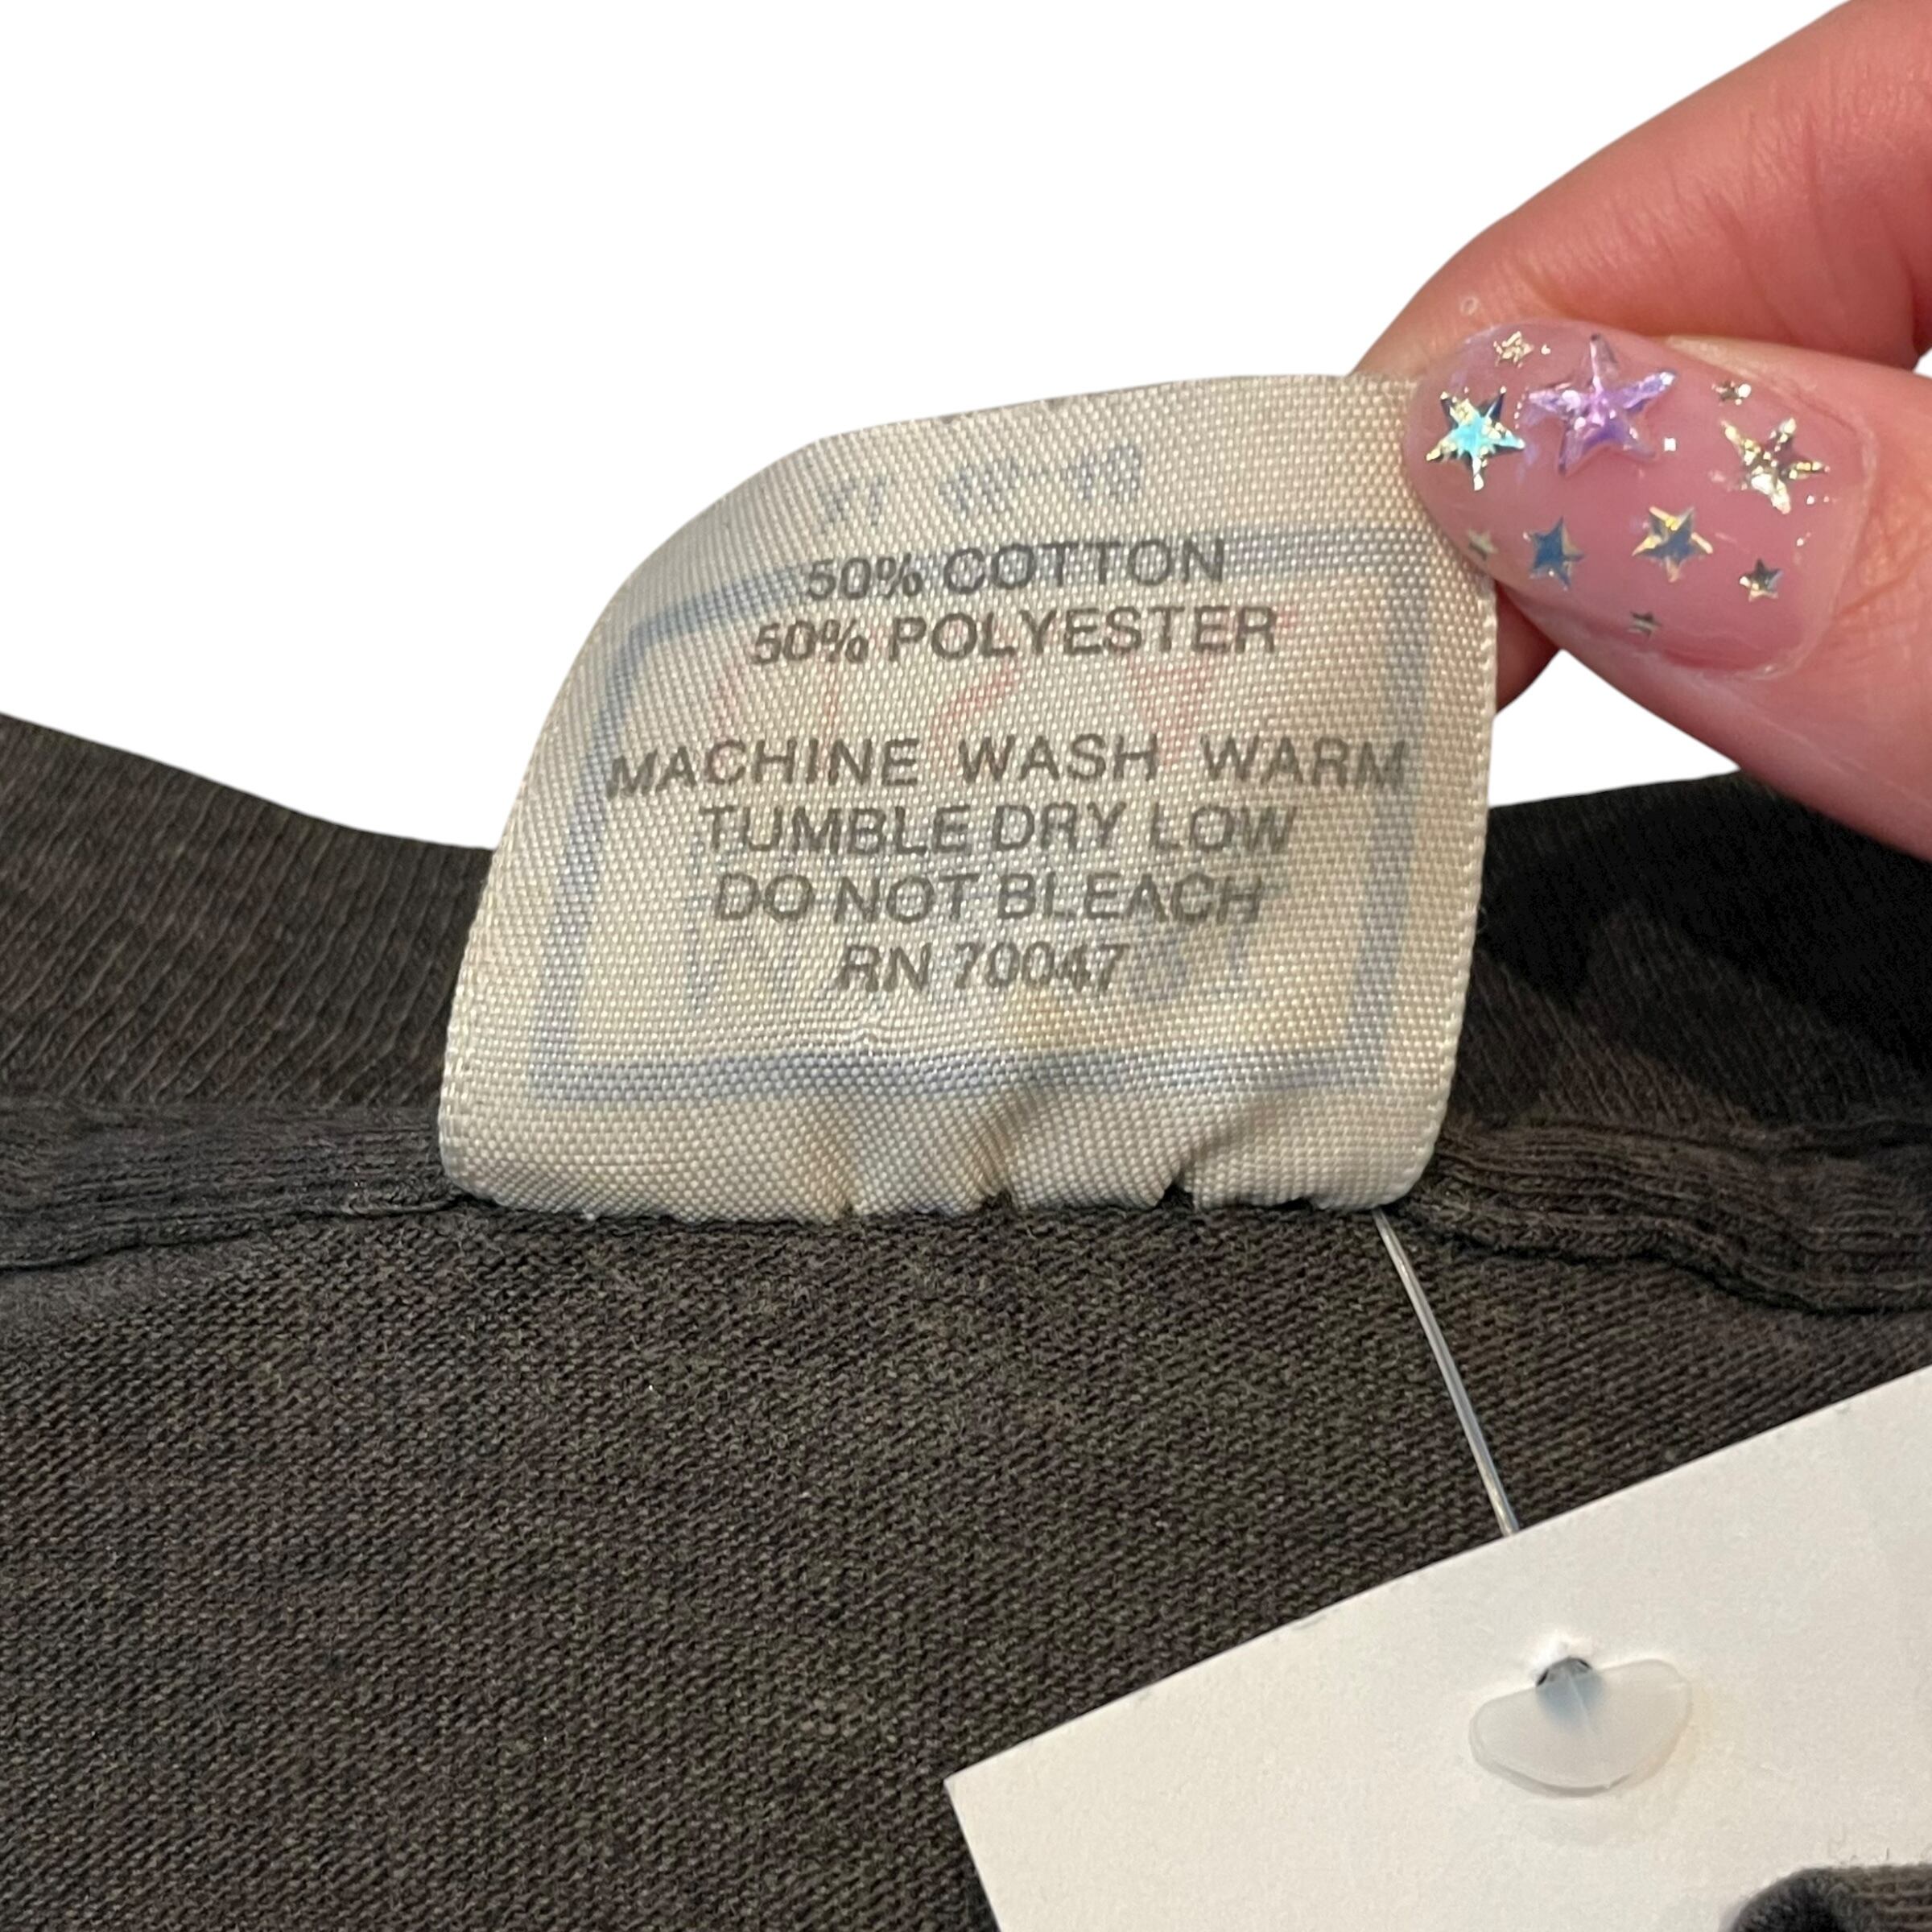 50% COTTON
50% POLYESTER
MACHINE WASH WARM
TUMBLE DRY LOW
DO NOT BLEACH
RN 70047